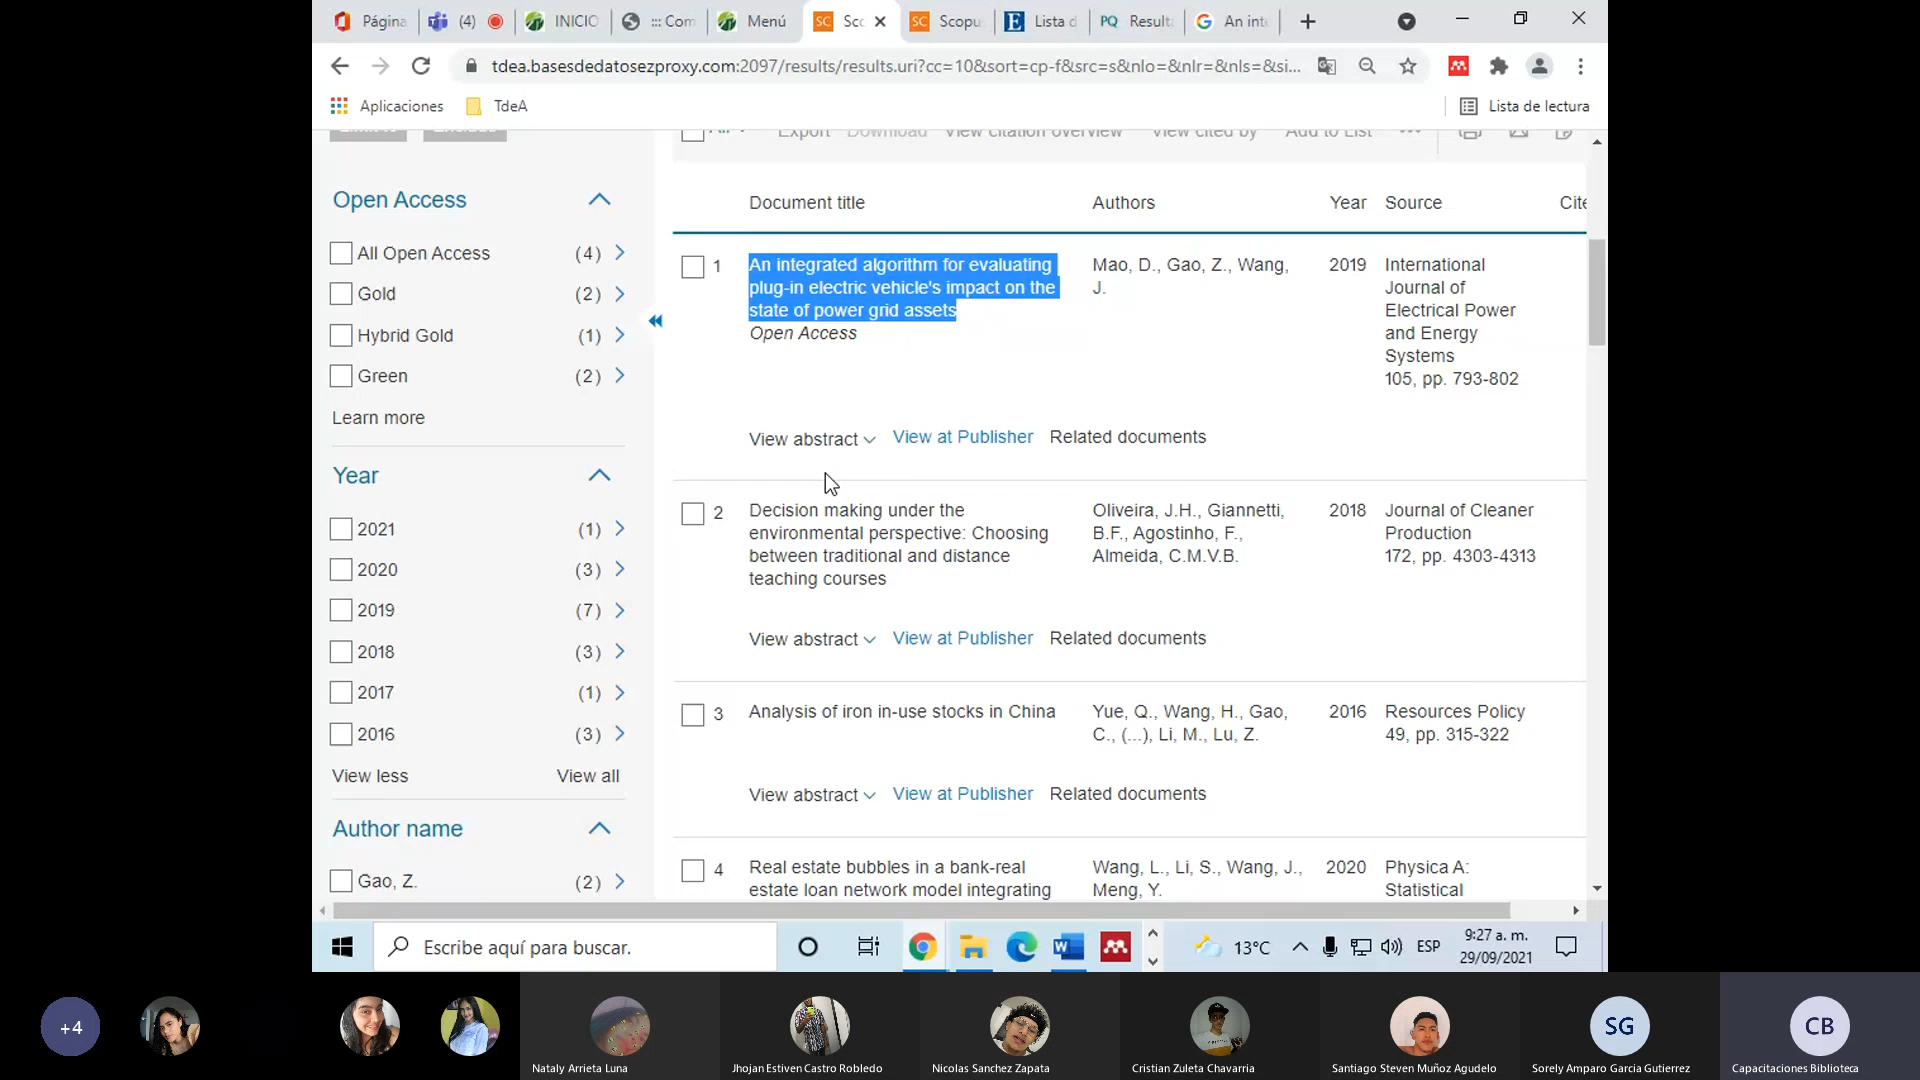 Página
(4)
INICIO
::: Com
Menú
Sco
Scopu
Lista d
PQ
Result
An int
tdea.basesdedatosezproxy.com:2097/results/results.uri?cc=10&sort=cp-f&src=s&nlo=&nlr=&nls=&si...
Aplicaciones
TdeA
Lista de lectura
Export
Download
View citation overview
View cited by
Add to List
Open Access
All Open Access (4)
Gold (2)
Hybrid Gold (1)
Green (2)
Learn more
Year
2021 (1)
2020 (3)
2019 (7)
2018 (3)
2017 (1)
2016 (3)
View less
View all
Author name
Gao, Z. (2)
Document title
Authors
Year
Source
Cite
1
An integrated algorithm for evaluating
plug-in electric vehicle's impact on the
state of power grid assets
Open Access
Mao, D., Gao, Z., Wang,
J.
2019
International
Journal of
Electrical Power
and Energy
Systems
105, pp. 793-802
View abstract
View at Publisher
Related documents
2
Decision making under the
environmental perspective: Choosing
between traditional and distance
teaching courses
Oliveira, J.H., Giannetti,
B.F., Agostinho, F.,
Almeida, C.M.V.B.
2018
Journal of Cleaner
Production
172, pp. 4303-4313
View abstract
View at Publisher
Related documents
3
Analysis of iron in-use stocks in China
Yue, Q., Wang, H., Gao,
C., (...), Li, M., Lu, Z.
2016
Resources Policy
49, pp. 315-322
View abstract
View at Publisher
Related documents
4
Real estate bubbles in a bank-real
estate loan network model integrating
Wang, L., Li, S., Wang, J.,
Meng, Y.
2020
Physica A:
Statistical
Escribe aquí para buscar.
13°C
ESP
9:27 a. m.
29/09/2021
+4
Nataly Arrieta Luna
Jhojan Estiven Castro Robledo
Nicolas Sanchez Zapata
Cristian Zuleta Chavarria
Santiago Steven Muñoz Agudelo
SG
Sorely Amparo Garcia Gutierrez
CB
Capacitaciones Biblioteca